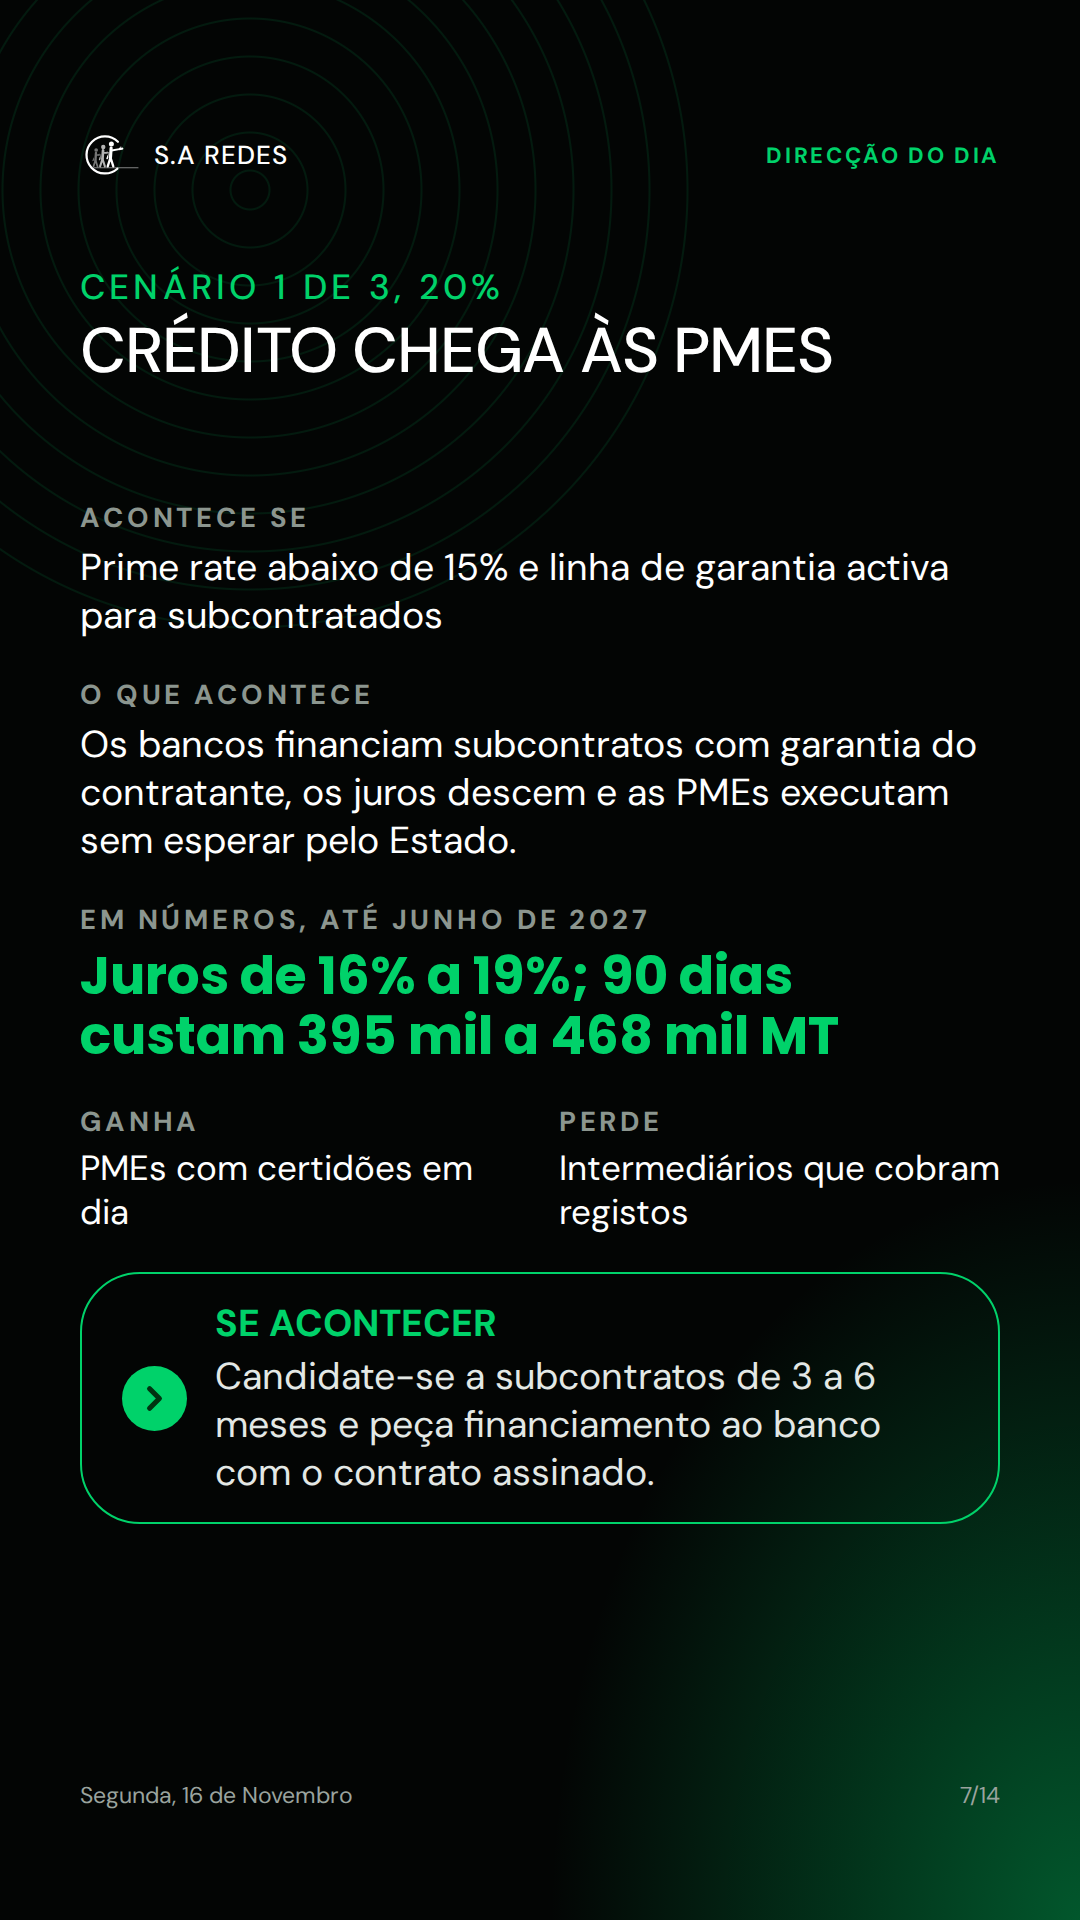 S.A REDES
DIRECÇÃO DO DIA
CENÁRIO 1 DE 3, 20%
CRÉDITO CHEGA ÀS PMES
ACONTECE SE
Prime rate abaixo de 15% e linha de garantia activa
para subcontratados
O QUE ACONTECE
Os bancos financiam subcontratos com garantia do
contratante, os juros descem e as PMEs executam
sem esperar pelo Estado.
EM NÚMEROS, ATÉ JUNHO DE 2027
Juros de 16% a 19%; 90 dias
custam 395 mil a 468 mil MT
GANHA
PMEs com certidões em
dia
PERDE
Intermediários que cobram
registos
SE ACONTECER
Candidate-se a subcontratos de 3 a 6
meses e peça financiamento ao banco
com o contrato assinado.
Segunda, 16 de Novembro
7/14